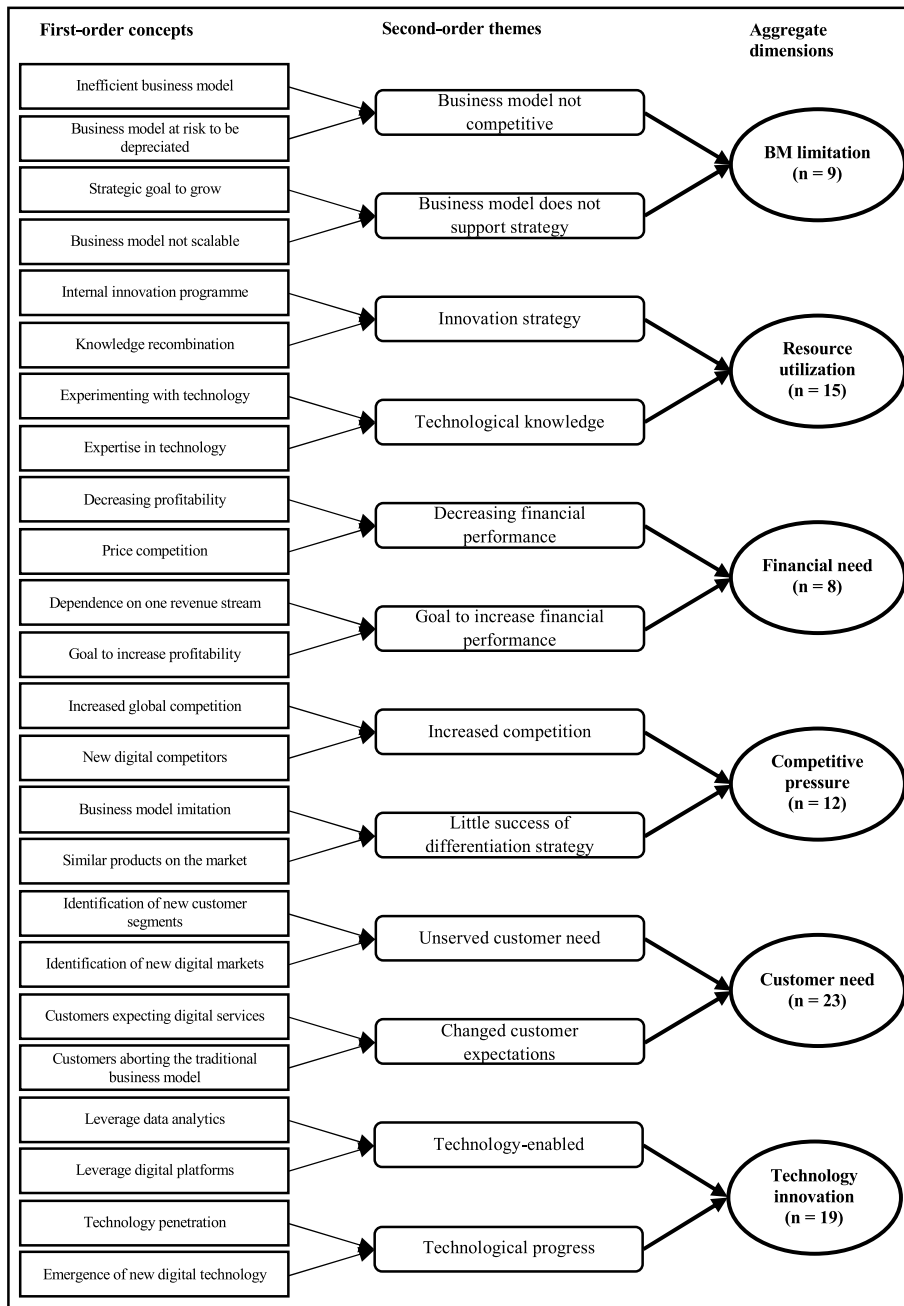 First-order concepts
Second-order themes
Aggregate
dimensions
Inefficient business model
Business model at risk to be
depreciated
Business model not
competitive
Strategic goal to grow
Business model not scalable
Business model does not
support strategy
BM limitation
(n = 9)
Internal innovation programme
Knowledge recombination
Innovation strategy
Experimenting with technology
Expertise in technology
Technological knowledge
Resource
utilization
(n = 15)
Decreasing profitability
Price competition
Decreasing financial
performance
Dependence on one revenue stream
Goal to increase profitability
Goal to increase financial
performance
Financial need
(n = 8)
Increased global competition
New digital competitors
Increased competition
Business model imitation
Similar products on the market
Little success of
differentiation strategy
Competitive
pressure
(n = 12)
Identification of new customer
segments
Identification of new digital markets
Unserved customer need
Customers expecting digital services
Customers aborting the traditional
business model
Changed customer
expectations
Customer need
(n = 23)
Leverage data analytics
Leverage digital platforms
Technology-enabled
Technology penetration
Emergence of new digital technology
Technological progress
Technology
innovation
(n = 19)